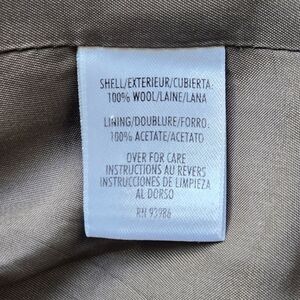 SHELL/EXTERIEUR/CUBIERTA:
100% WOOL/LAINE/LANA
LINING/DOUBLURE/FORRO:
100% ACETATE/ACETATO
OVER FOR CARE
INSTRUCTIONS AU REVERS
INSTRUCCIONES DE LIMPIEZA
AL DORSO
RN 93986